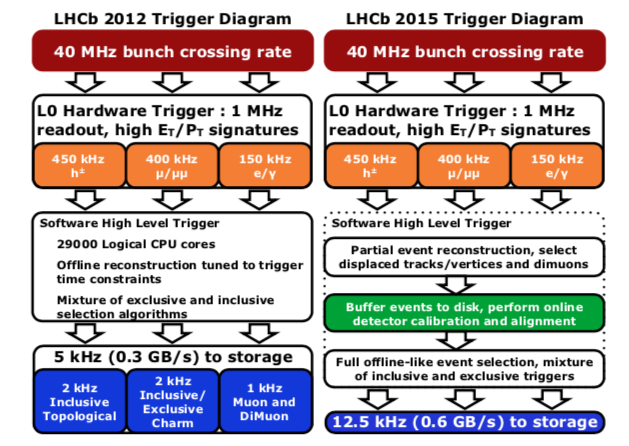 LHCb 2012 Trigger Diagram
40 MHz bunch crossing rate
L0 Hardware Trigger : 1 MHz
readout, high ET/PT signatures
450 kHz
h±
400 kHz
μ/μμ
150 kHz
e/γ
Software High Level Trigger
29000 Logical CPU cores
Offline reconstruction tuned to trigger
time constraints
Mixture of exclusive and inclusive
selection algorithms
5 kHz (0.3 GB/s) to storage
2 kHz
Inclusive
Topological
2 kHz
Inclusive/
Exclusive
Charm
1 kHz
Muon and
DiMuon
LHCb 2015 Trigger Diagram
40 MHz bunch crossing rate
L0 Hardware Trigger : 1 MHz
readout, high ET/PT signatures
450 kHz
h±
400 kHz
μ/μμ
150 kHz
e/γ
Software High Level Trigger
Partial event reconstruction, select
displaced tracks/vertices and dimuons
Buffer events to disk, perform online
detector calibration and alignment
Full offline-like event selection, mixture
of inclusive and exclusive triggers
12.5 kHz (0.6 GB/s) to storage